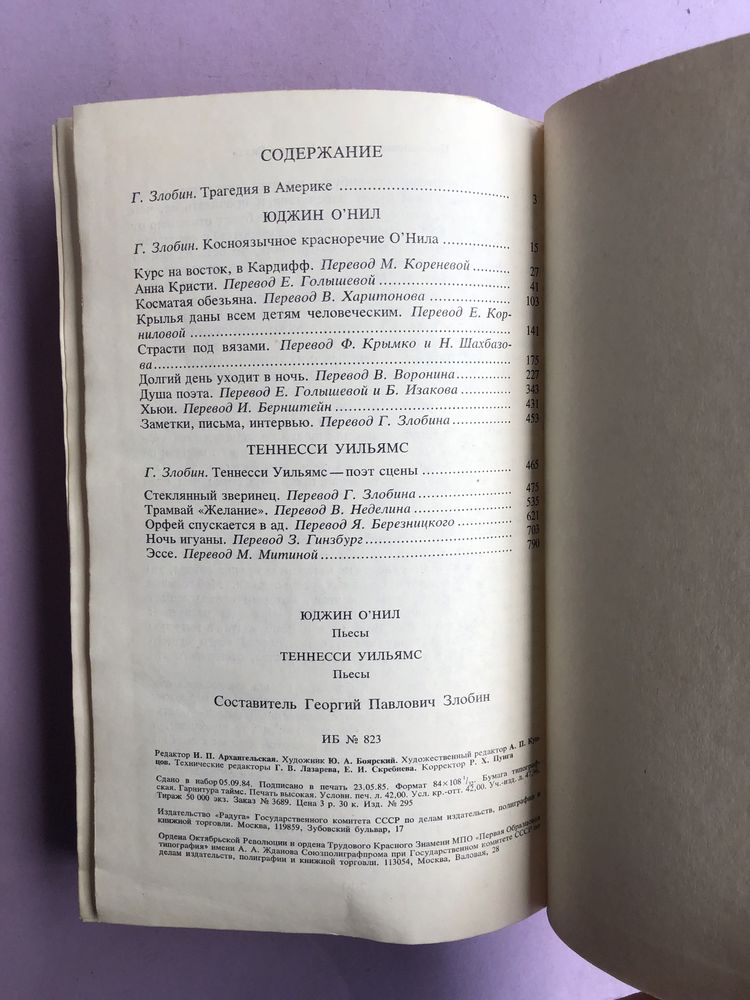 СОДЕРЖАНИЕ
Г. Злобин. Трагедия в Америке ........ 3
ЮДЖИН О'НИЛ
Г. Злобин. Косноязычное красноречие О'Нила ........ 15
Курс на восток, в Кардифф. Перевод М. Кореневой ........ 27
Анна Кристи. Перевод Е. Голышевой ........ 41
Косматая обезьяна. Перевод В. Харитонова ........ 103
Крылья даны всем детям человеческим. Перевод Е. Кор-
ниловой ........ 141
Страсти под вязами. Перевод Ф. Крымко и Н. Шахбазо-
ва ........ 175
Долгий день уходит в ночь. Перевод В. Воронина ........ 227
Душа поэта. Перевод Е. Голышевой и Б. Изакова ........ 343
Хьюи. Перевод И. Бернштейн ........ 431
Заметки, письма, интервью. Перевод Г. Злобина ........ 453
ТЕННЕССИ УИЛЬЯМС
Г. Злобин. Теннесси Уильямс — поэт сцены ........ 465
Стеклянный зверинец. Перевод Г. Злобина ........ 475
Трамвай «Желание». Перевод В. Неделина ........ 535
Орфей спускается в ад. Перевод Я. Березницкого ........ 621
Ночь игуаны. Перевод З. Гинзбург ........ 703
Эссе. Перевод М. Митиной ........ 790
ЮДЖИН О'НИЛ
Пьесы
ТЕННЕССИ УИЛЬЯМС
Пьесы
Составитель Георгий Павлович Злобин
ИБ № 823
Редактор И. П. Архангельская. Художник Ю. А. Боярский. Художественный редактор А. П. Куп-
цов. Технические редакторы Г. В. Лазарева, Е. И. Скребнева. Корректор Р. Х. Пунга
Сдано в набор 05.09.84. Подписано в печать 23.05.85. Формат 84×108 1/32. Бумага типограф-
ская. Гарнитура таймс. Печать высокая. Условн. печ. л. 42,00. Усл. кр.-отт. 42,00. Уч.-изд. л.
Тираж 50 000 экз. Заказ № 3689. Цена 3 р. 30 к. Изд. № 295
Издательство «Радуга» Государственного комитета СССР по делам издательств, полиграфии и
книжной торговли. Москва, 119859, Зубовский бульвар, 17
Ордена Октябрьской Революции и ордена Трудового Красного Знамени МПО «Первая Образцовая
типография» имени А. А. Жданова Союзполиграфпрома при Государственном комитете СССР по
делам издательств, полиграфии и книжной торговли. 113054, Москва, Валовая, 28